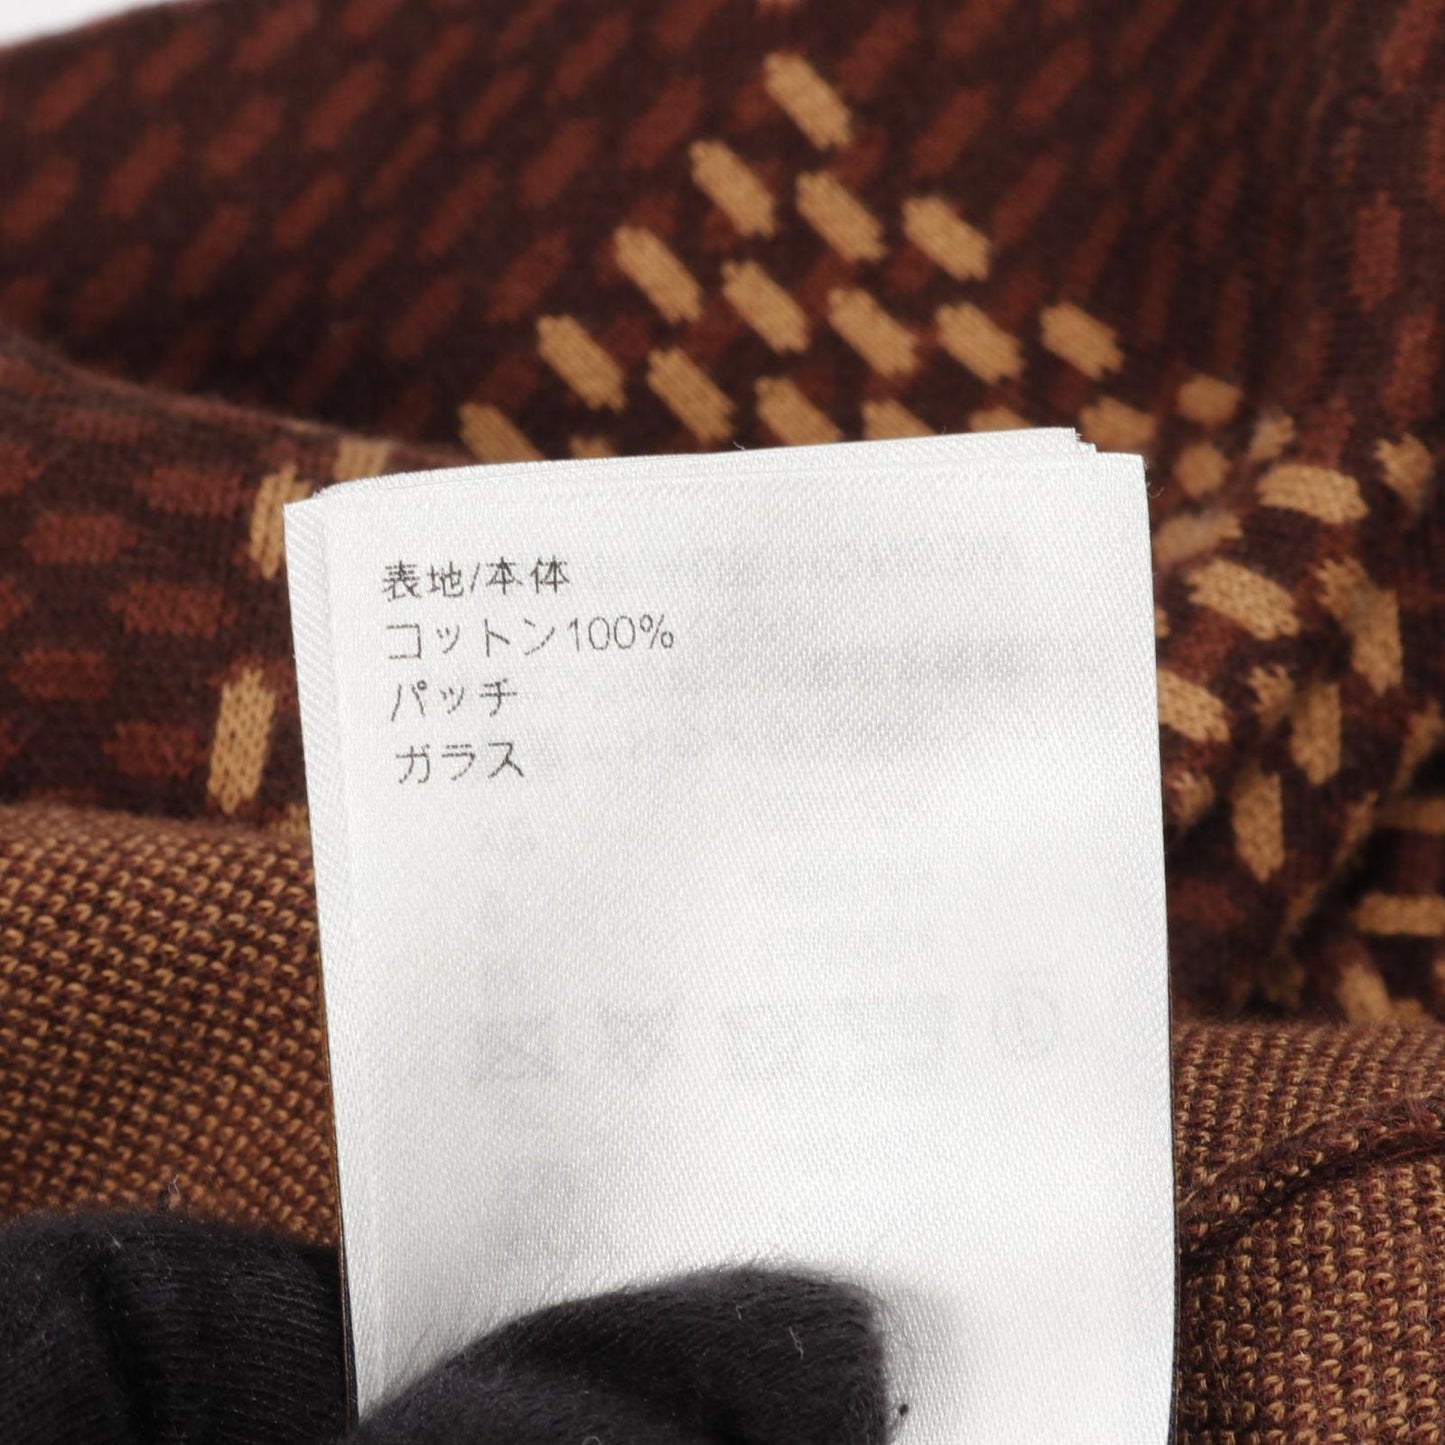 表地/本体
コットン100%
パッチ
ガラス